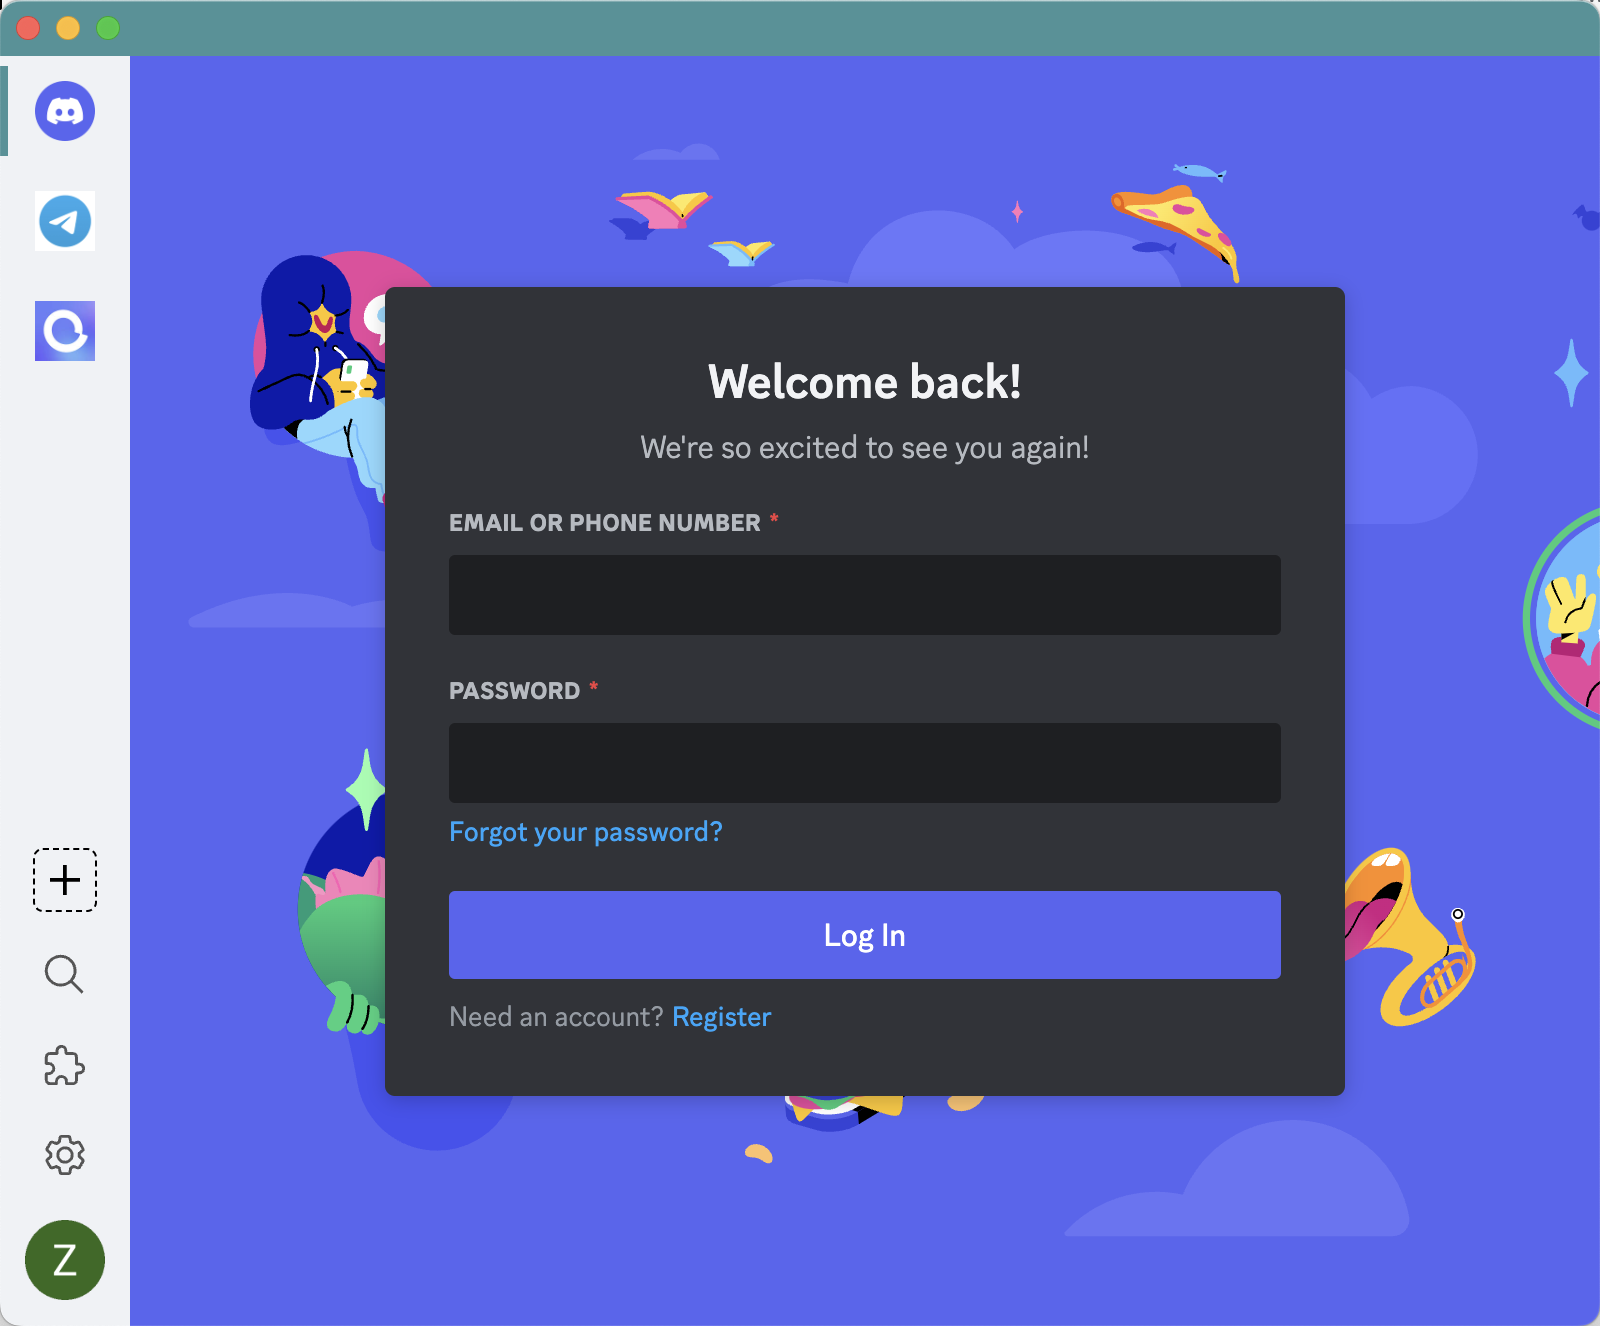 Welcome back!
We're so excited to see you again!
EMAIL OR PHONE NUMBER *
PASSWORD *
Forgot your password?
Log In
Need an account? Register
Z